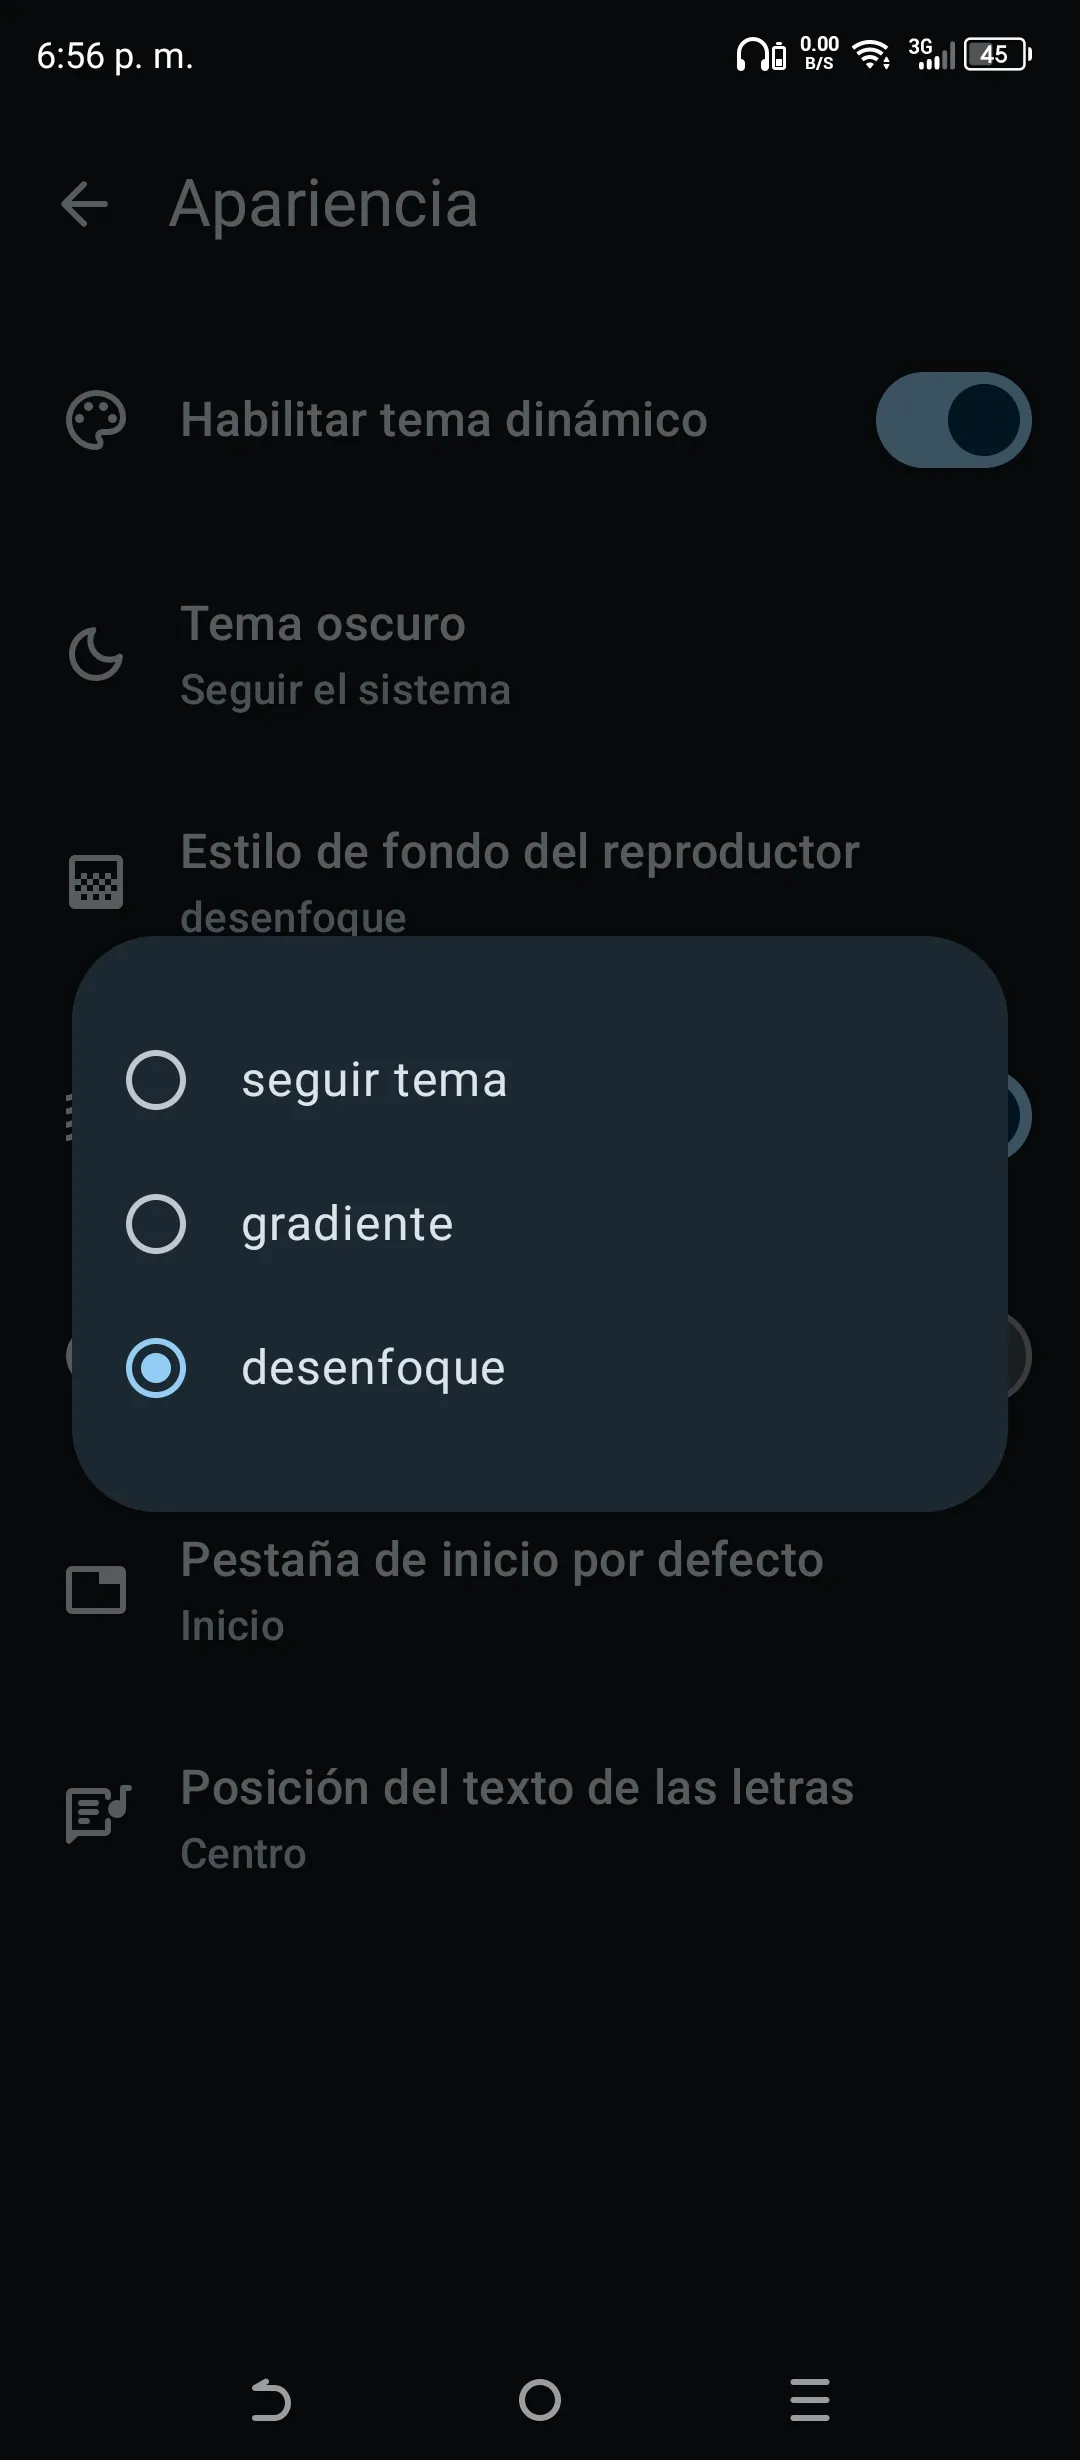 6:56 p. m.
0.00
B/S
3G
45
Apariencia
Habilitar tema dinámico
Tema oscuro
Seguir el sistema
Estilo de fondo del reproductor
desenfoque
seguir tema
gradiente
desenfoque
Pestaña de inicio por defecto
Inicio
Posición del texto de las letras
Centro